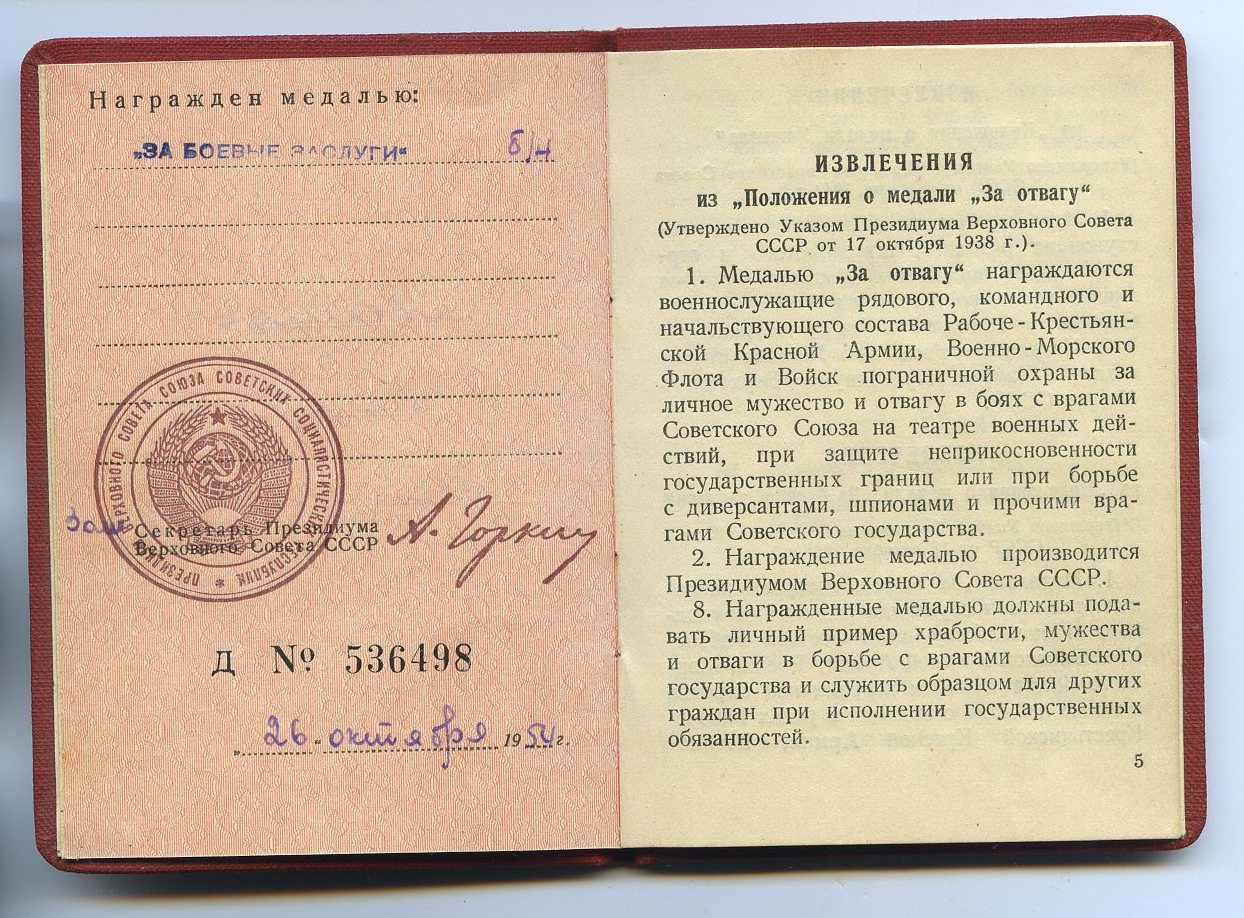 Награжден медалью:
„ЗА БОЕВЫЕ ЗАСЛУГИ“ б/н
ВЕРХОВНОГО СОВЕТА СОЮЗА СОВЕТСКИХ СОЦИАЛИСТИЧЕСКИХ РЕСПУБЛИК * ПРЕЗИДИУМ
Зам Секретарь Президиума
Верховного Совета СССР
А. Горкин
Д № 536498
„26“ октября 1954 г.
ИЗВЛЕЧЕНИЯ
из „Положения о медали „За отвагу“
(Утверждено Указом Президиума Верховного Совета
СССР от 17 октября 1938 г.).
1. Медалью „За отвагу“ награждаются
военнослужащие рядового, командного и
начальствующего состава Рабоче-Крестьян-
ской Красной Армии, Военно-Морского
Флота и Войск пограничной охраны за
личное мужество и отвагу в боях с врагами
Советского Союза на театре военных дей-
ствий, при защите неприкосновенности
государственных границ или при борьбе
с диверсантами, шпионами и прочими вра-
гами Советского государства.
2. Награждение медалью производится
Президиумом Верховного Совета СССР.
8. Награжденные медалью должны пода-
вать личный пример храбрости, мужества
и отваги в борьбе с врагами Советского
государства и служить образцом для других
граждан при исполнении государственных
обязанностей.
5